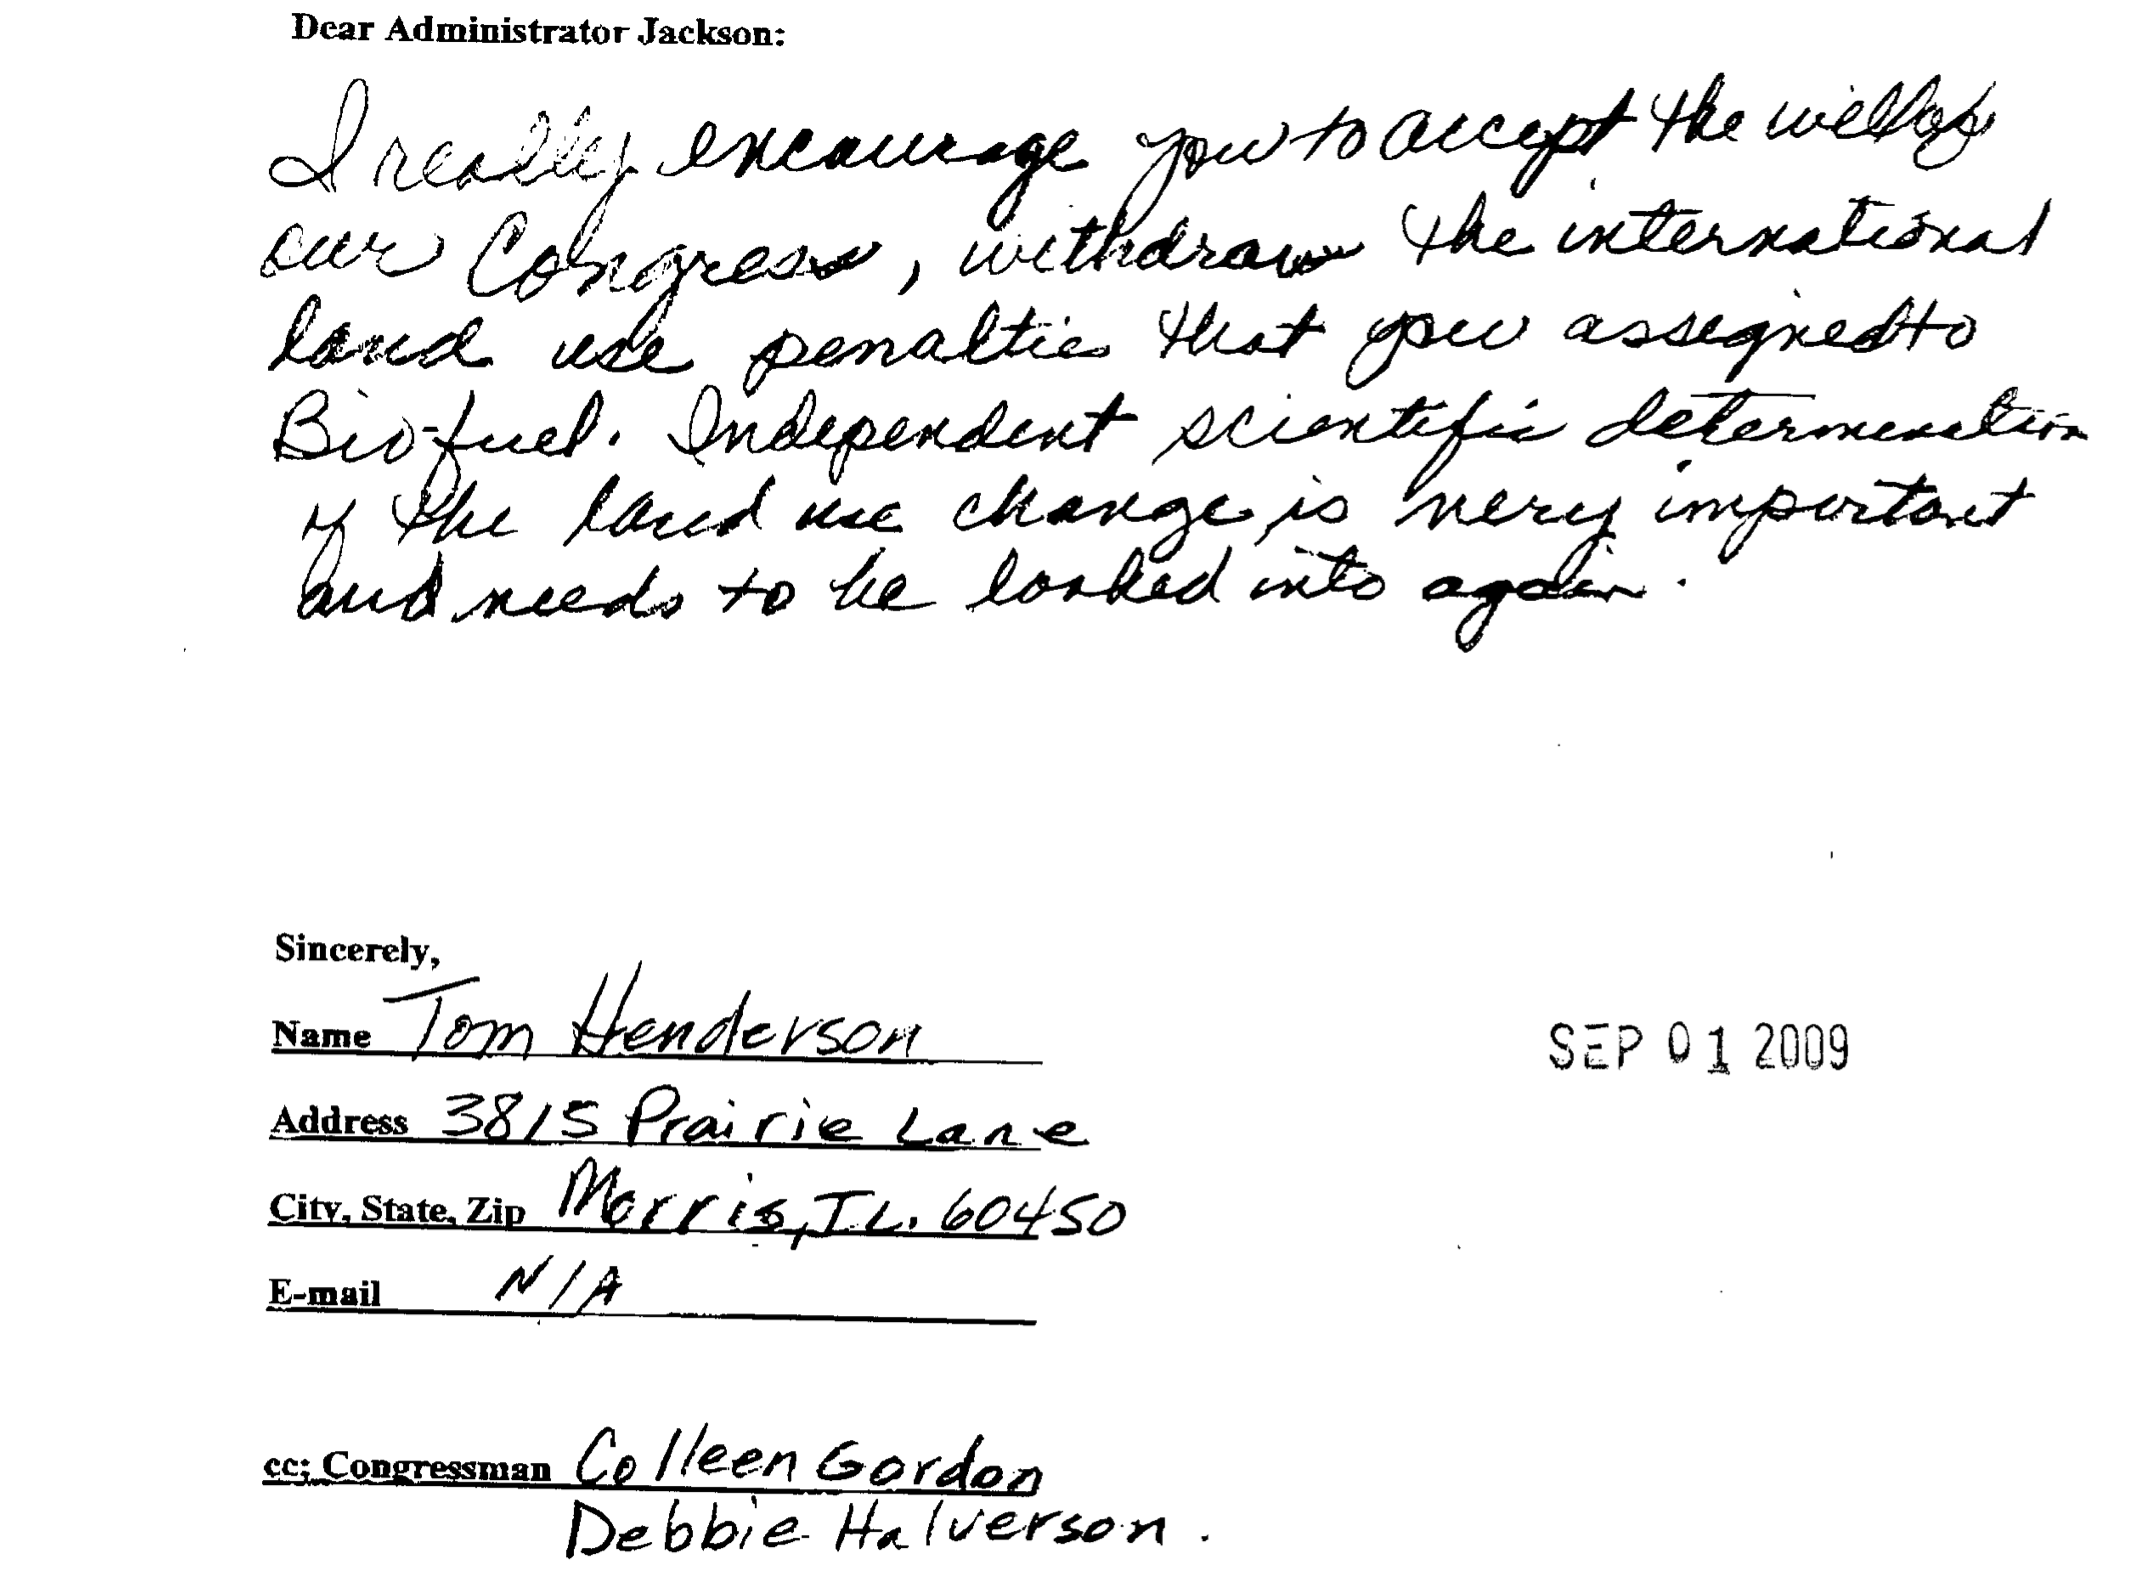 Dear Administrator Jackson:
I really encourage you to accept the will of
our Congress, withdraw the international
land use penalties that you assigned to
Bio-fuel. Independent scientific determination
of the land use change is very important
and needs to be looked into again.
Sincerely,
Name Tom Henderson
SEP 01 2009
Address 3815 Prairie Lane
City, State, Zip Morris, IL. 60450
E-mail N/A
cc: Congressman Colleen Gordon
Debbie Halverson.